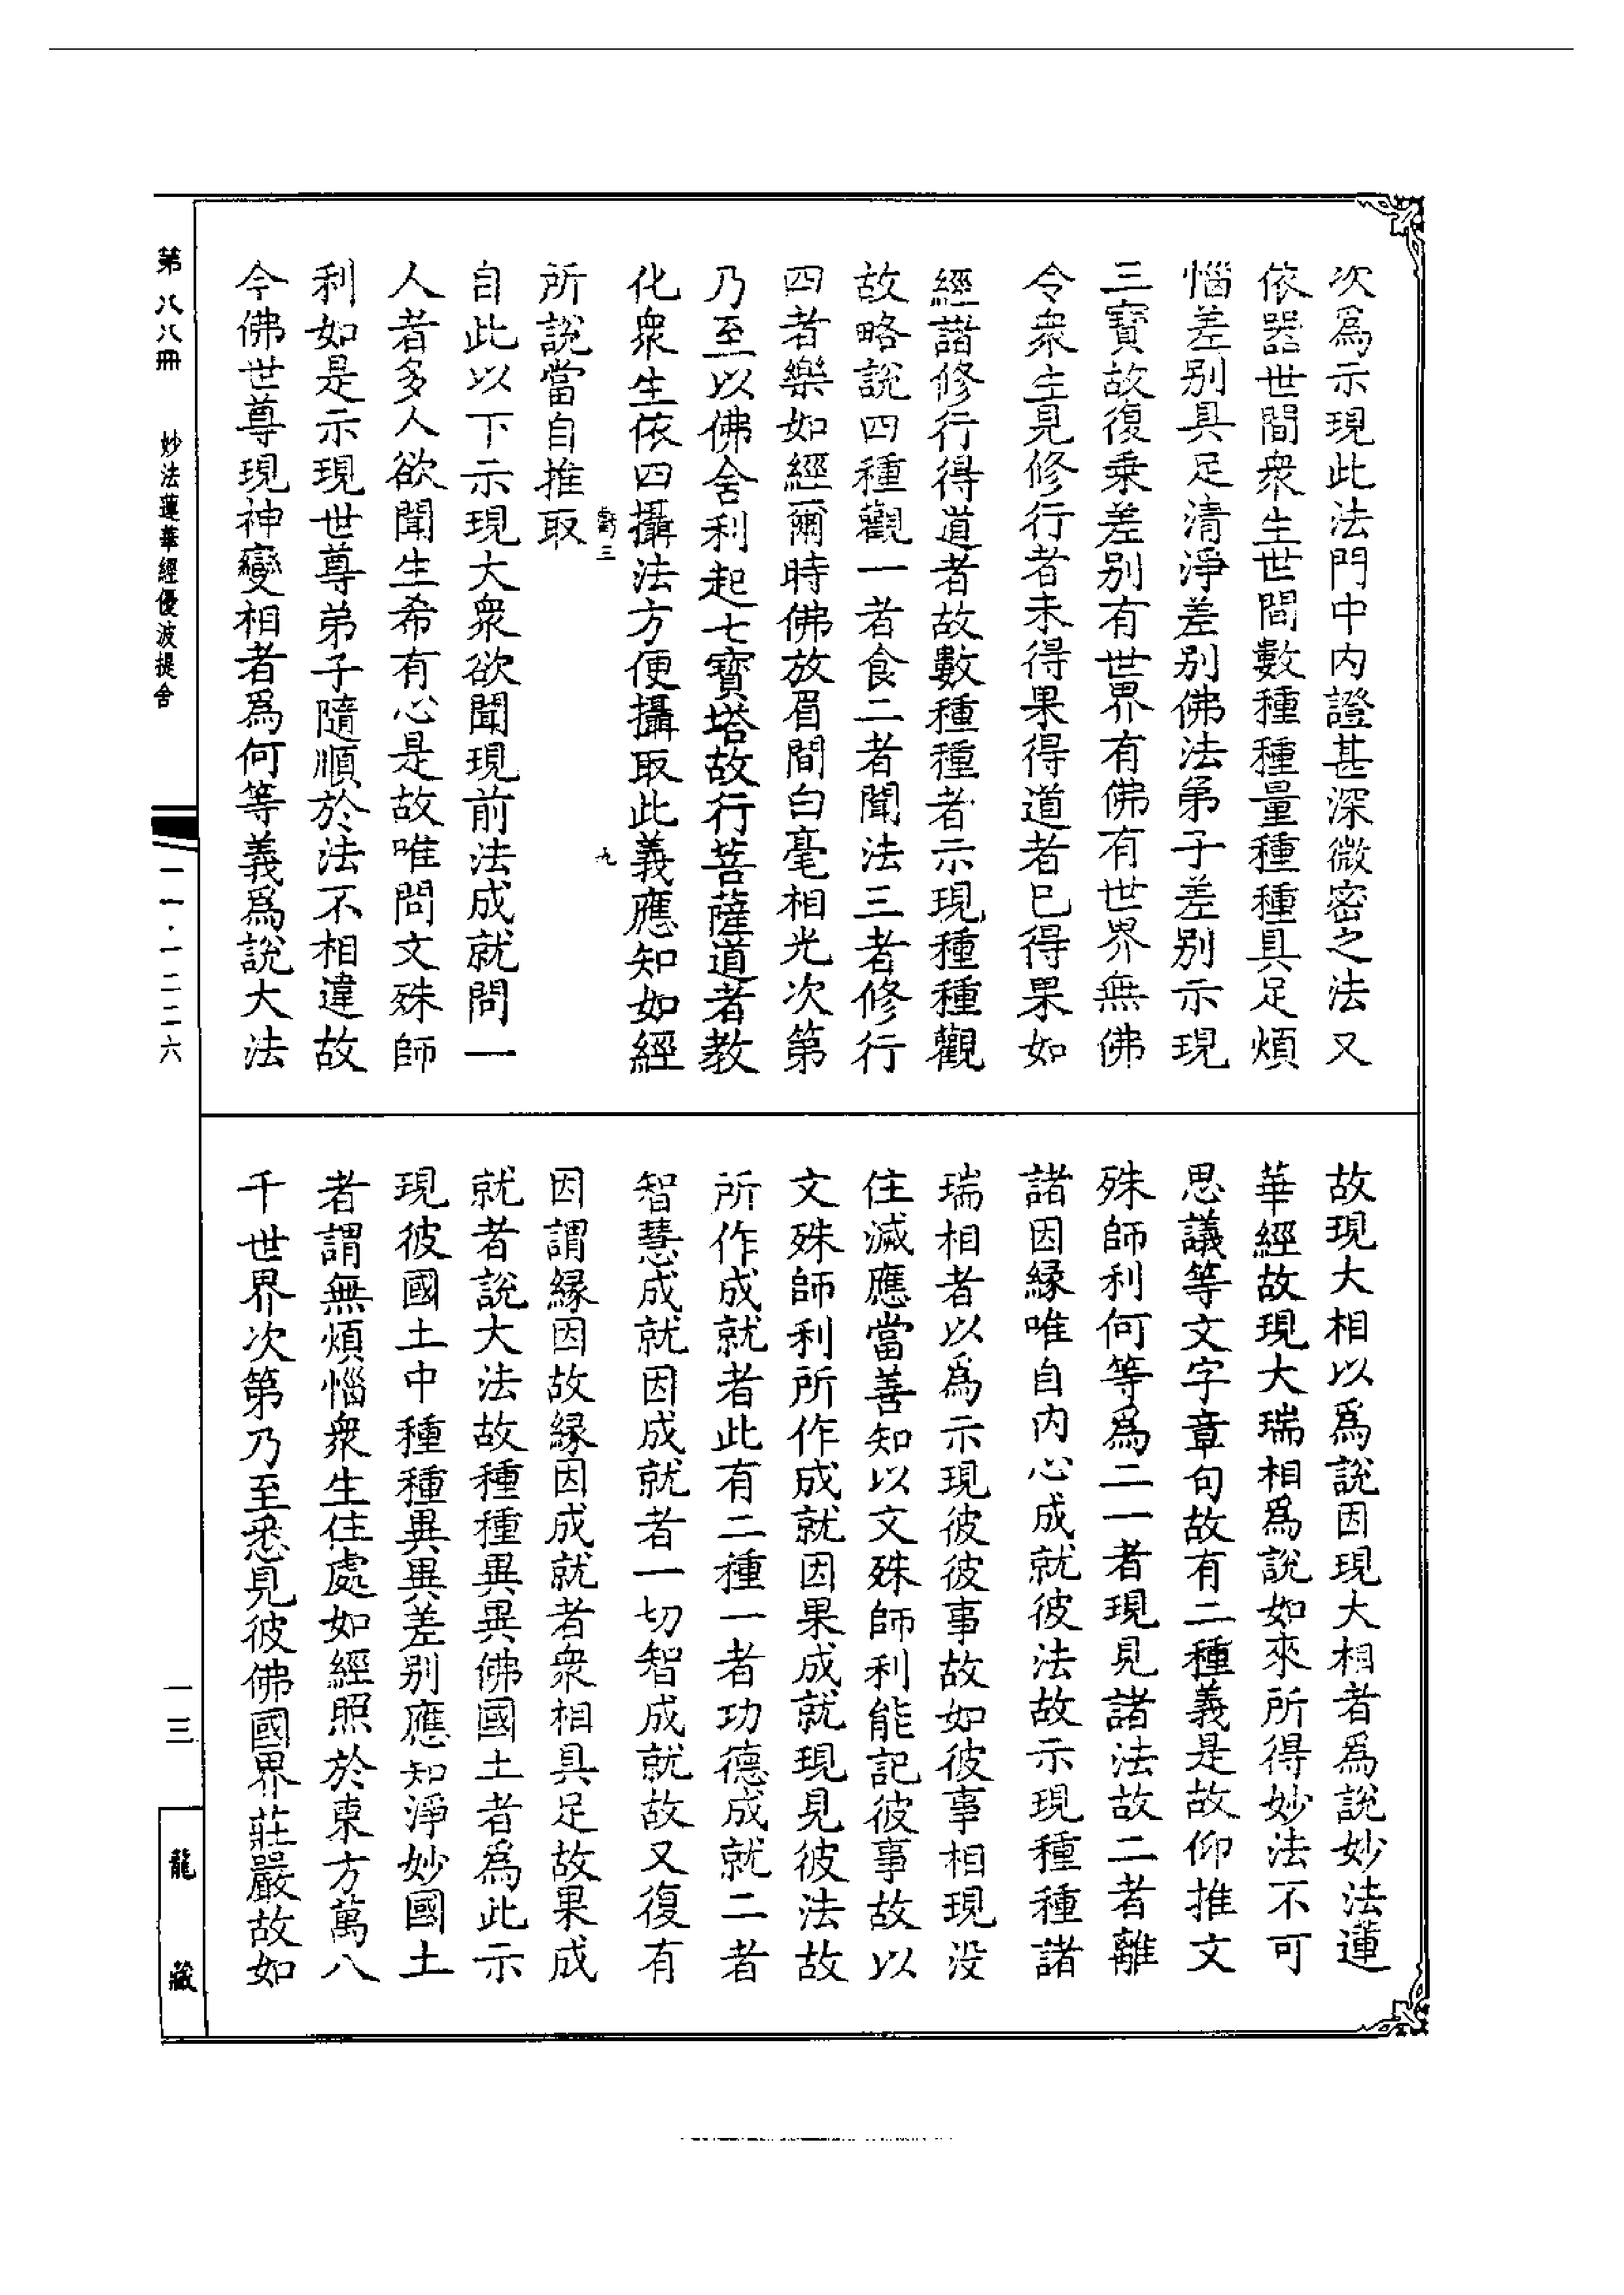 次爲示現此法門中内證甚深微密之法又
依器世間衆生世間數種種量種種具足煩
惱差别具足清淨差别佛法弟子差别示現
三寶故復乗差别有世界有佛有世界無佛
令衆生見修行者未得果得道者已得果如
經諸修行得道者故數種種者示現種種觀
故略說四種觀一者食二者聞法三者修行
四者樂如經爾時佛放眉間白毫相光次第
乃至以佛舍利起七寶塔故行菩薩道者教
化衆生依四攝法方便攝取此義應知如經
三 九
所說當自推取
自此以下示現大衆欲聞現前法成就問一
人者多人欲聞生希有心是故唯問文殊師
利如是示現世尊弟子隨順於法不相違故
今佛世尊現神變相者爲何等義爲說大法
故現大相以爲說因現大相者爲說妙法蓮
華經故現大瑞相爲說如來所得妙法不可
思議等文字章句故有二種義是故仰推文
殊師利何等爲二一者現見諸法故二者離
諸因緣唯自内心成就彼法故示現種種諸
瑞相者以爲示現彼彼事故如彼事相現没
住滅應當善知以文殊師利能記彼事故以
文殊師利所作成就因果成就現見彼法故
所作成就者此有二種一者功德成就二者
智慧成就因成就者一切智成就故又復有
因謂緣因故緣因成就者衆相具足故果成
就者說大法故種種異異佛國土者爲此示
現彼國土中種種異異差别應知淨妙國土
者謂無煩惱衆生住處如經照於東方萬八
千世界次第乃至悉見彼佛國界莊嚴故如
第八八冊 妙法蓮華經優波提舍 一一一·一二二六 一三 龍藏